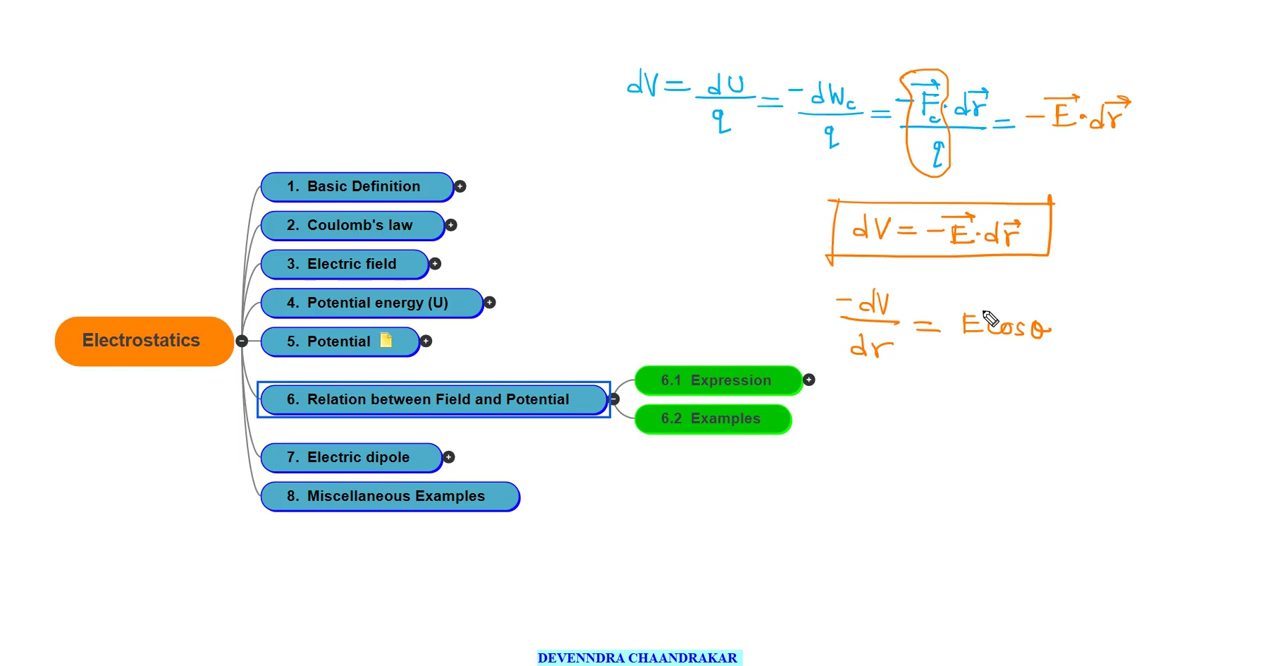 dV = dU/q = -dWc/q = -F⃗c·dr⃗/q = -E⃗·dr⃗
dV = -E⃗·dr⃗
-dV/dr = E cosθ
Electrostatics
1. Basic Definition
2. Coulomb's law
3. Electric field
4. Potential energy (U)
5. Potential
6. Relation between Field and Potential
6.1 Expression
6.2 Examples
7. Electric dipole
8. Miscellaneous Examples
DEVENNDRA CHAANDRAKAR